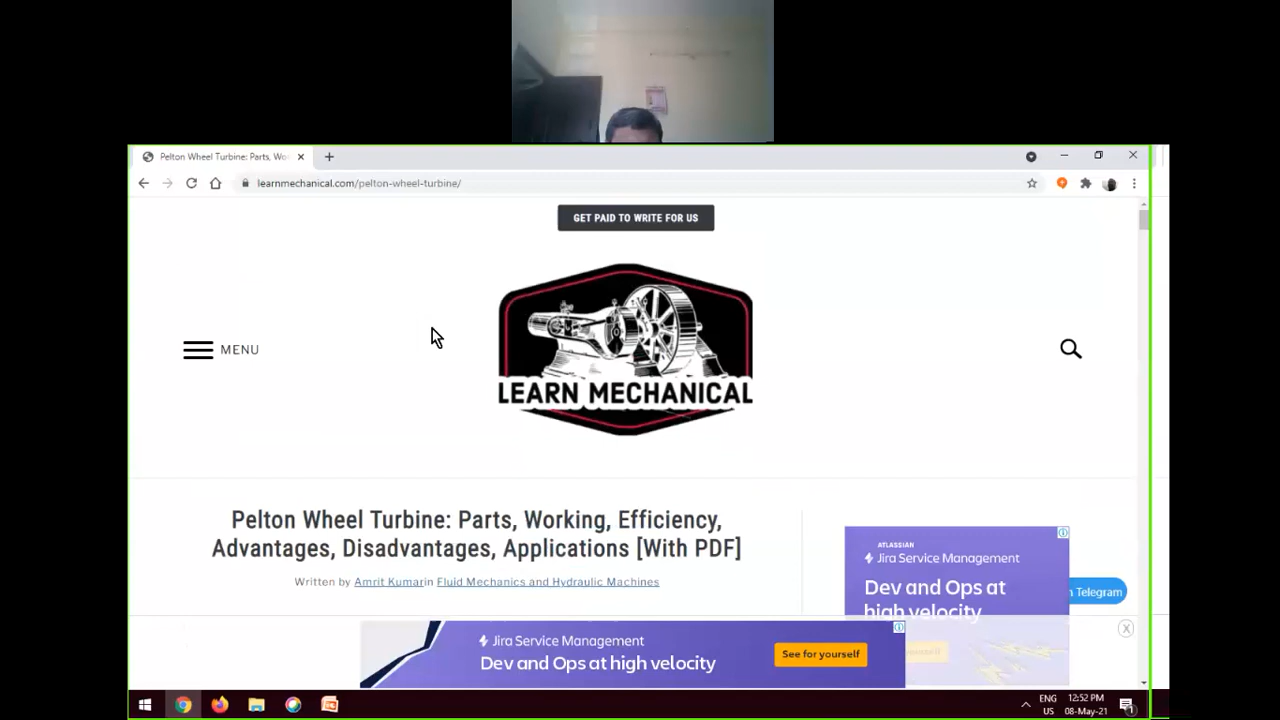 Pelton Wheel Turbine: Parts, Wo
learnmechanical.com/pelton-wheel-turbine/
GET PAID TO WRITE FOR US
MENU
LEARN MECHANICAL
Pelton Wheel Turbine: Parts, Working, Efficiency,
Advantages, Disadvantages, Applications [With PDF]
Written by Amrit Kumarin Fluid Mechanics and Hydraulic Machines
ATLASSIAN
Jira Service Management
Dev and Ops at
high velocity
n Telegram
Jira Service Management
Dev and Ops at high velocity
See for yourself
X
ENG
US
12:52 PM
08-May-21
1